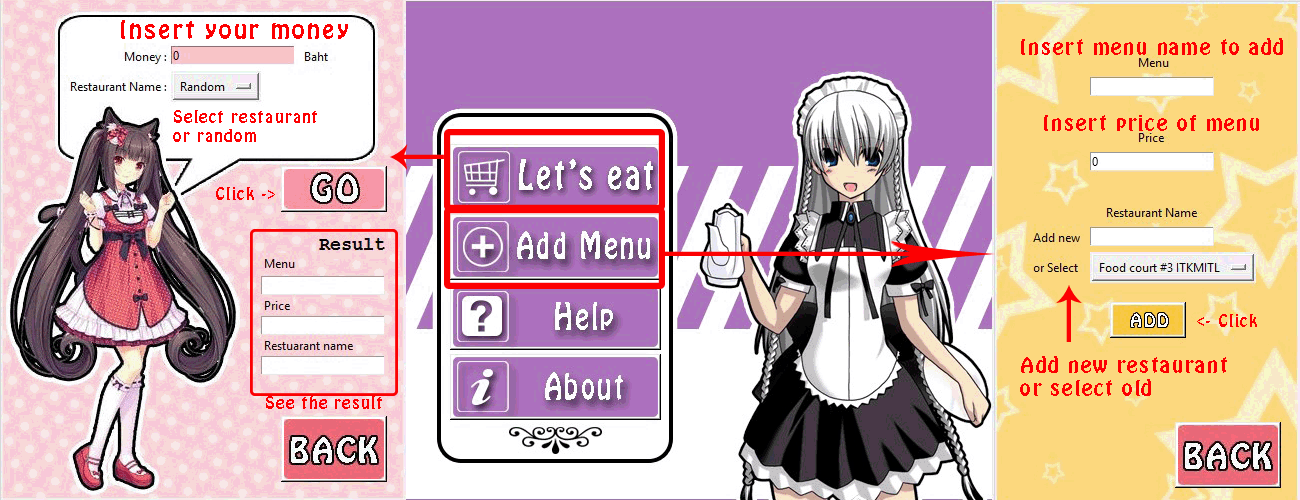 Insert your money
Money : 0 Baht
Restaurant Name : Random
Select restaurant
or random
Click -> GO
Result
Menu
Price
Restuarant name
See the result
BACK
Let's eat
Add Menu
? Help
i About
Insert menu name to add
Menu
Insert price of menu
Price
0
Restaurant Name
Add new
or Select Food court #3 ITKMITL
ADD <- Click
Add new restaurant
or select old
BACK